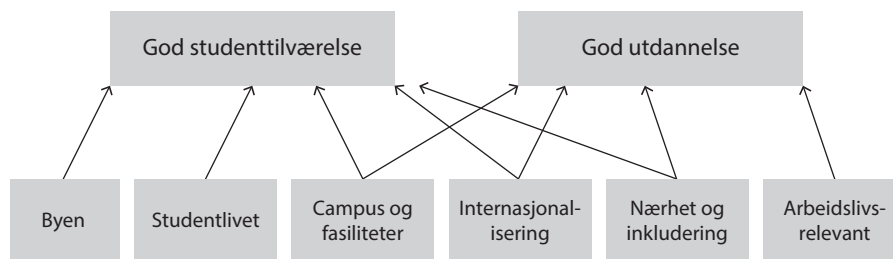 God studenttilværelse
God utdannelse
Byen
Studentlivet
Campus og
fasiliteter
Internasjonal-
isering
Nærhet og
inkludering
Arbeidslivs-
relevant